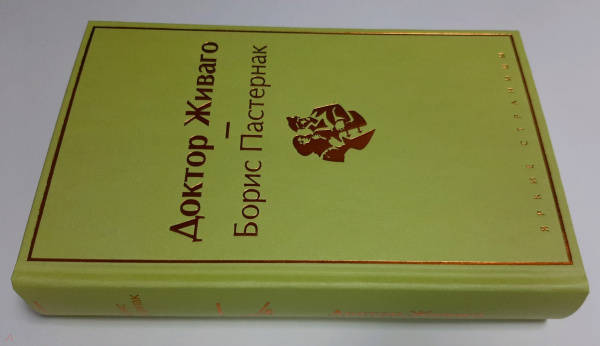 Доктор Живаго
Борис Пастернак
ЯРКИЕ СТРАНИЦЫ